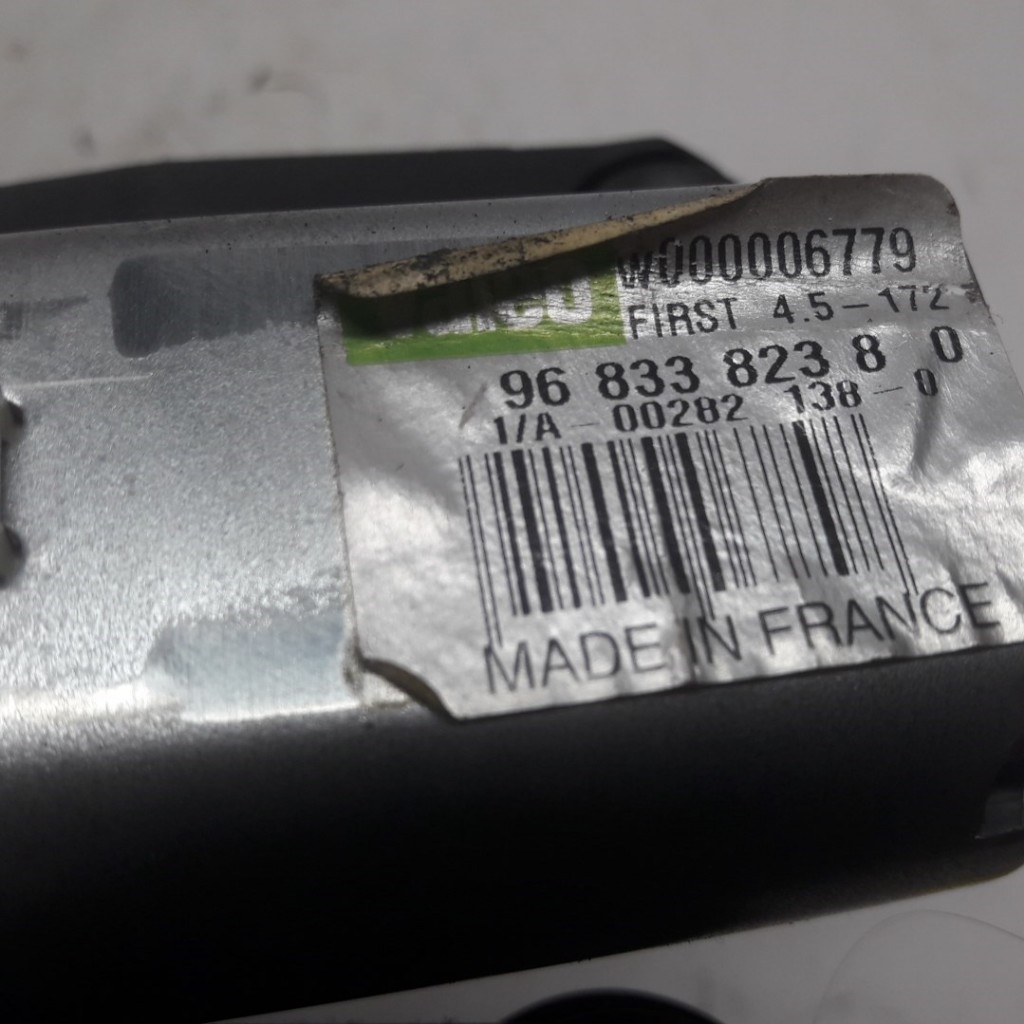 W000006779
FIRST 4.5-172
96 833 823 8 0
1/A-00282 138-0
MADE IN FRANCE